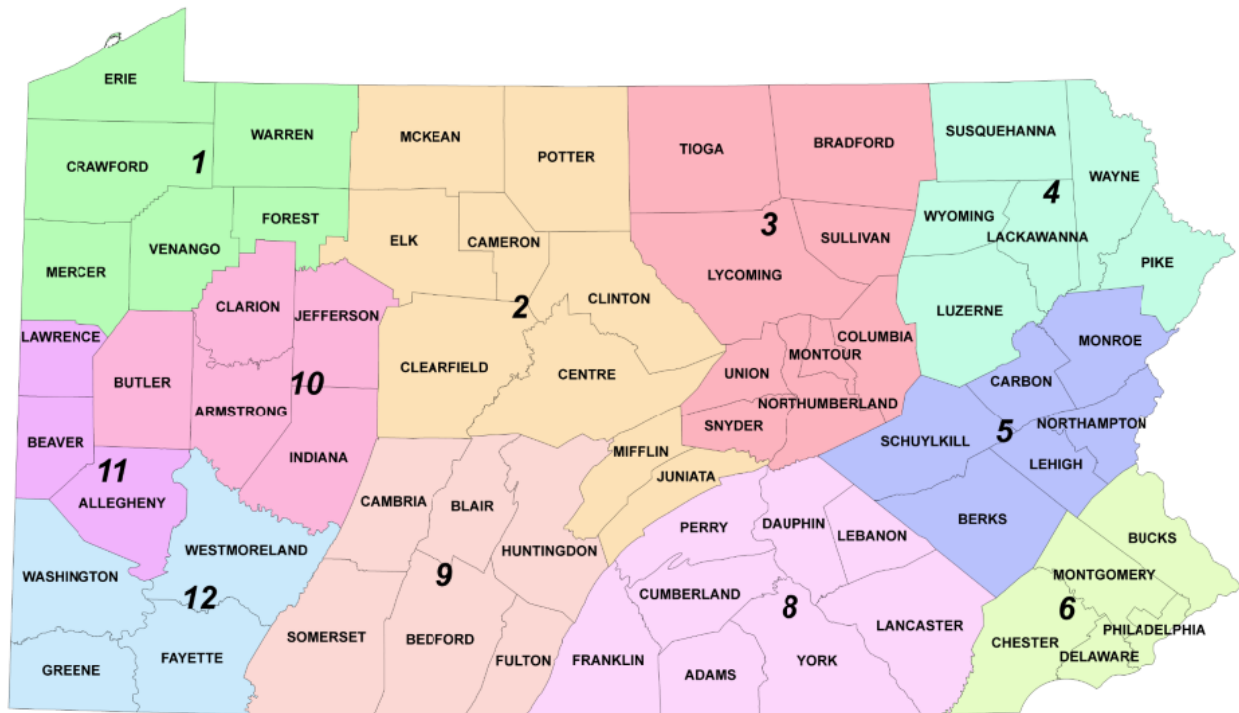 ERIE
WARREN
CRAWFORD
1
FOREST
VENANGO
MERCER
MCKEAN
POTTER
ELK
CAMERON
2
CLINTON
CLEARFIELD
CENTRE
MIFFLIN
JUNIATA
TIOGA
BRADFORD
3
SULLIVAN
LYCOMING
COLUMBIA
MONTOUR
UNION
NORTHUMBERLAND
SNYDER
SUSQUEHANNA
WAYNE
4
WYOMING
LACKAWANNA
PIKE
LUZERNE
MONROE
CARBON
NORTHAMPTON
5
SCHUYLKILL
LEHIGH
BERKS
BUCKS
MONTGOMERY
6
PHILADELPHIA
CHESTER
DELAWARE
PERRY
DAUPHIN
LEBANON
CUMBERLAND
8
LANCASTER
FRANKLIN
ADAMS
YORK
CAMBRIA
BLAIR
HUNTINGDON
9
SOMERSET
BEDFORD
FULTON
CLARION
JEFFERSON
BUTLER
10
ARMSTRONG
INDIANA
LAWRENCE
BEAVER
11
ALLEGHENY
WESTMORELAND
WASHINGTON
12
FAYETTE
GREENE